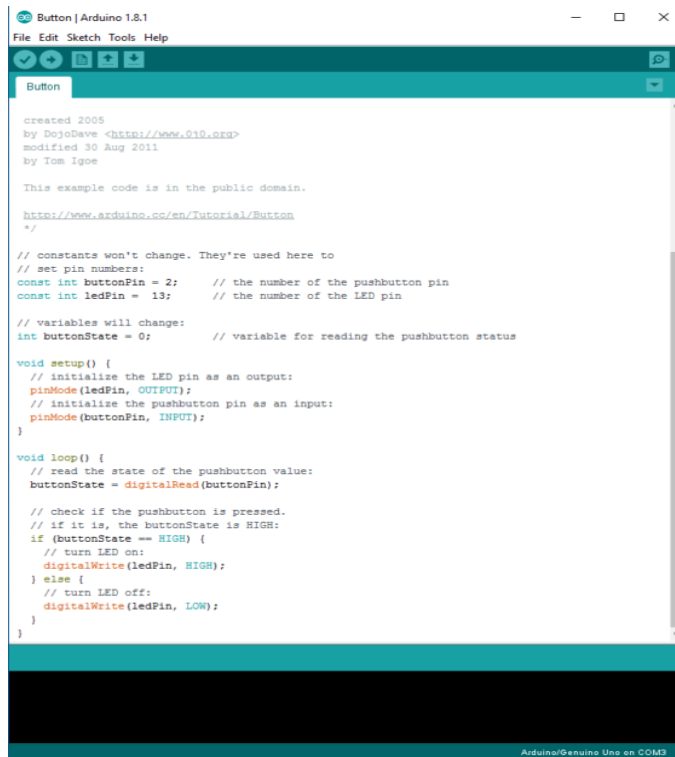 Button | Arduino 1.8.1
File Edit Sketch Tools Help
Button
created 2005
by DojoDave <http://www.0j0.org>
modified 30 Aug 2011
by Tom Igoe
This example code is in the public domain.
http://www.arduino.cc/en/Tutorial/Button
*/
// constants won't change. They're used here to
// set pin numbers:
const int buttonPin = 2;     // the number of the pushbutton pin
const int ledPin =  13;      // the number of the LED pin
// variables will change:
int buttonState = 0;         // variable for reading the pushbutton status
void setup() {
  // initialize the LED pin as an output:
  pinMode(ledPin, OUTPUT);
  // initialize the pushbutton pin as an input:
  pinMode(buttonPin, INPUT);
}
void loop() {
  // read the state of the pushbutton value:
  buttonState = digitalRead(buttonPin);
  // check if the pushbutton is pressed.
  // if it is, the buttonState is HIGH:
  if (buttonState == HIGH) {
    // turn LED on:
    digitalWrite(ledPin, HIGH);
  } else {
    // turn LED off:
    digitalWrite(ledPin, LOW);
  }
}
Arduino/Genuino Uno on COM3